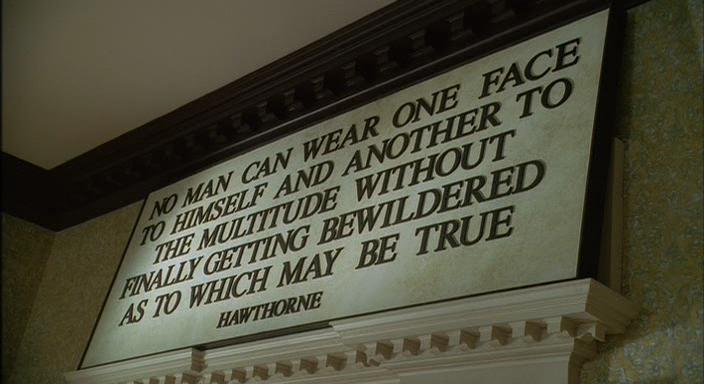 NO MAN CAN WEAR ONE FACE
TO HIMSELF AND ANOTHER TO
THE MULTITUDE WITHOUT
FINALLY GETTING BEWILDERED
AS TO WHICH MAY BE TRUE
HAWTHORNE